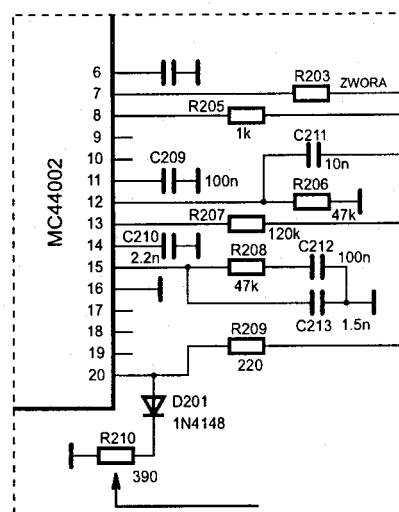 6
7
R203
ZWORA
8
R205
1k
9
C211
10
C209
10n
11
100n
R206
12
47k
R207
13
120k
14
C210
R208
C212
100n
15
2.2n
47k
16
C213
1.5n
17
18
R209
19
220
20
MC44002
D201
1N4148
R210
390